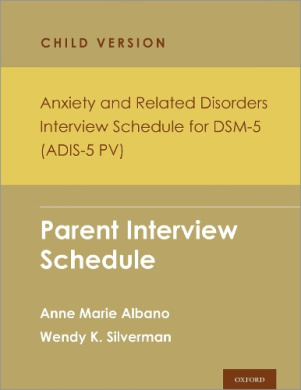 CHILD VERSION
Anxiety and Related Disorders
Interview Schedule for DSM-5
(ADIS-5 PV)
Parent Interview
Schedule
Anne Marie Albano
Wendy K. Silverman
OXFORD